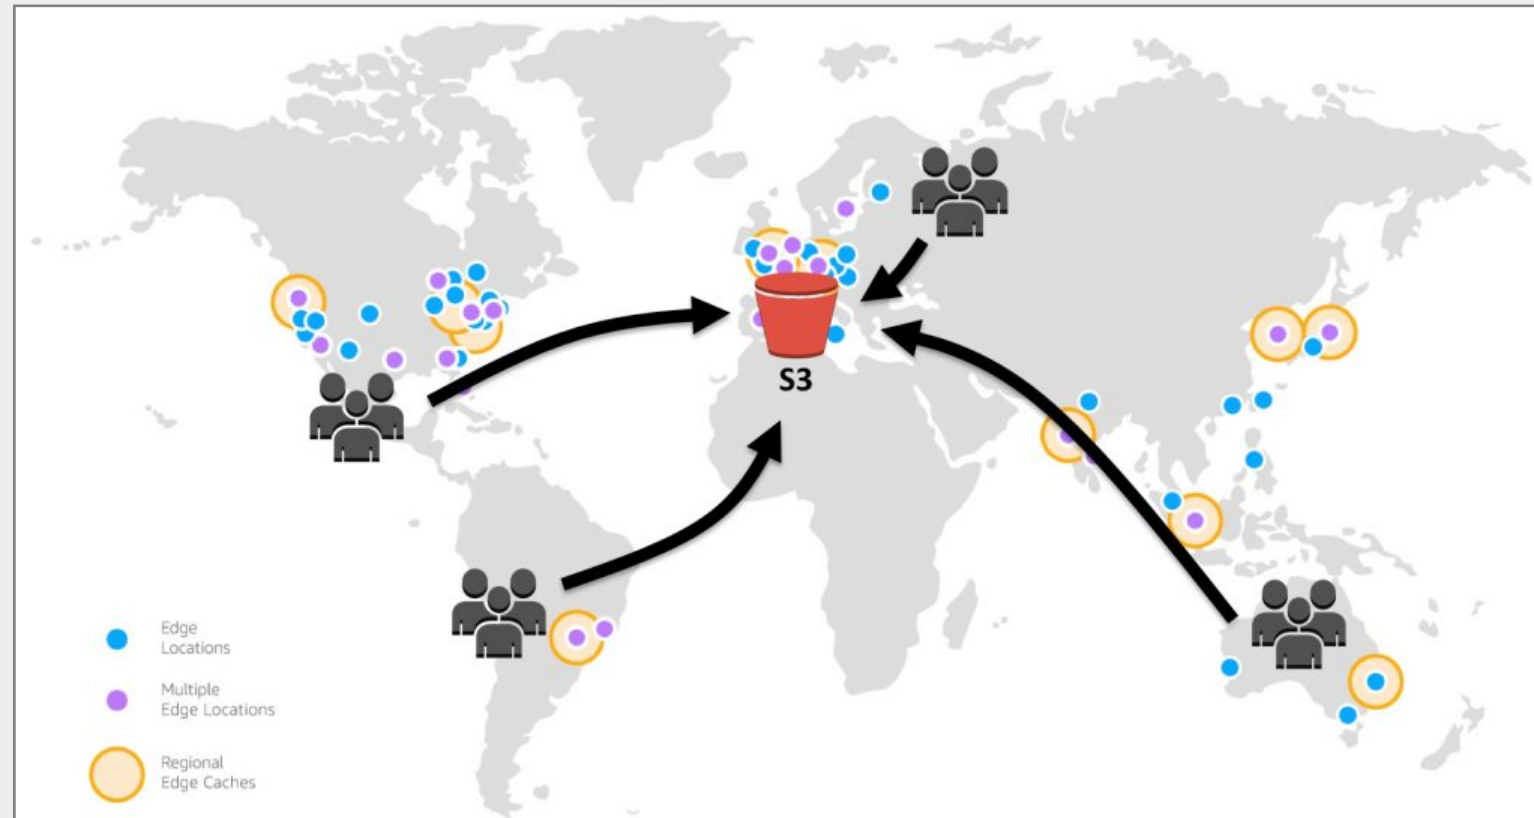 S3
Edge
Locations
Multiple
Edge Locations
Regional
Edge Caches